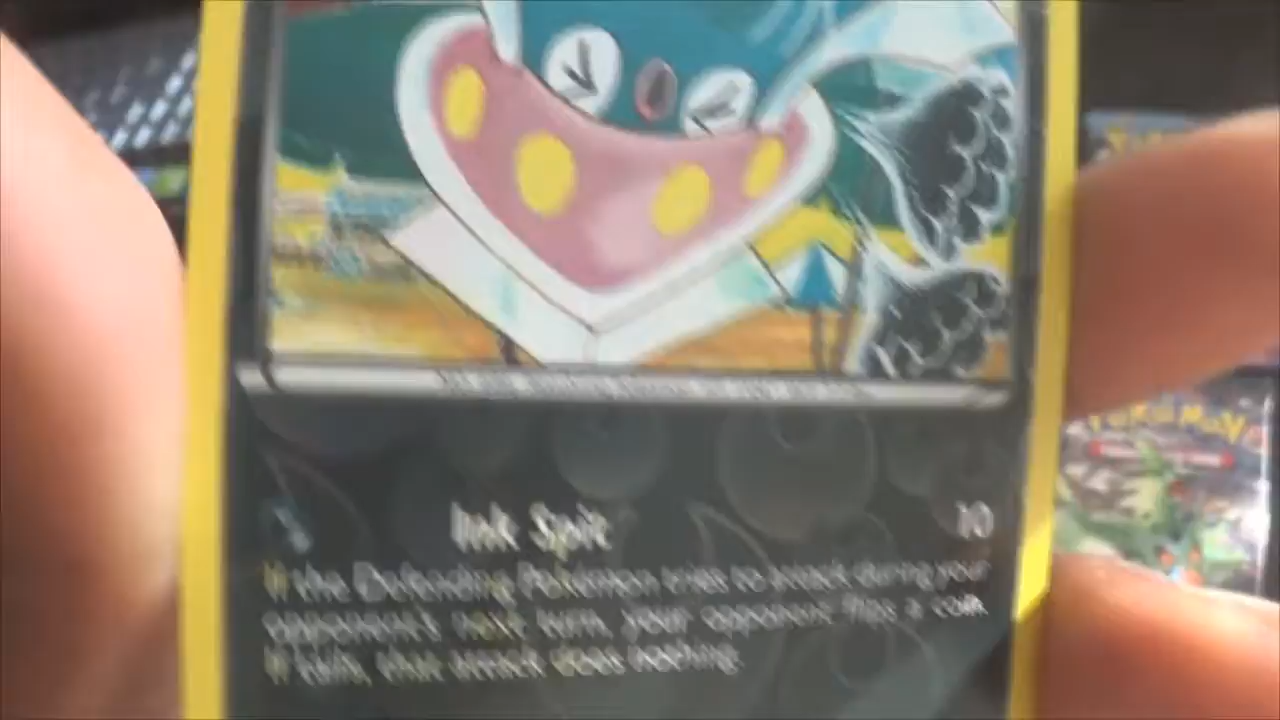 Ink Spit 10
If the Defending Pokémon tries to attack during your
opponent's next turn, your opponent flips a coin.
If tails, that attack does nothing.
POKéMON